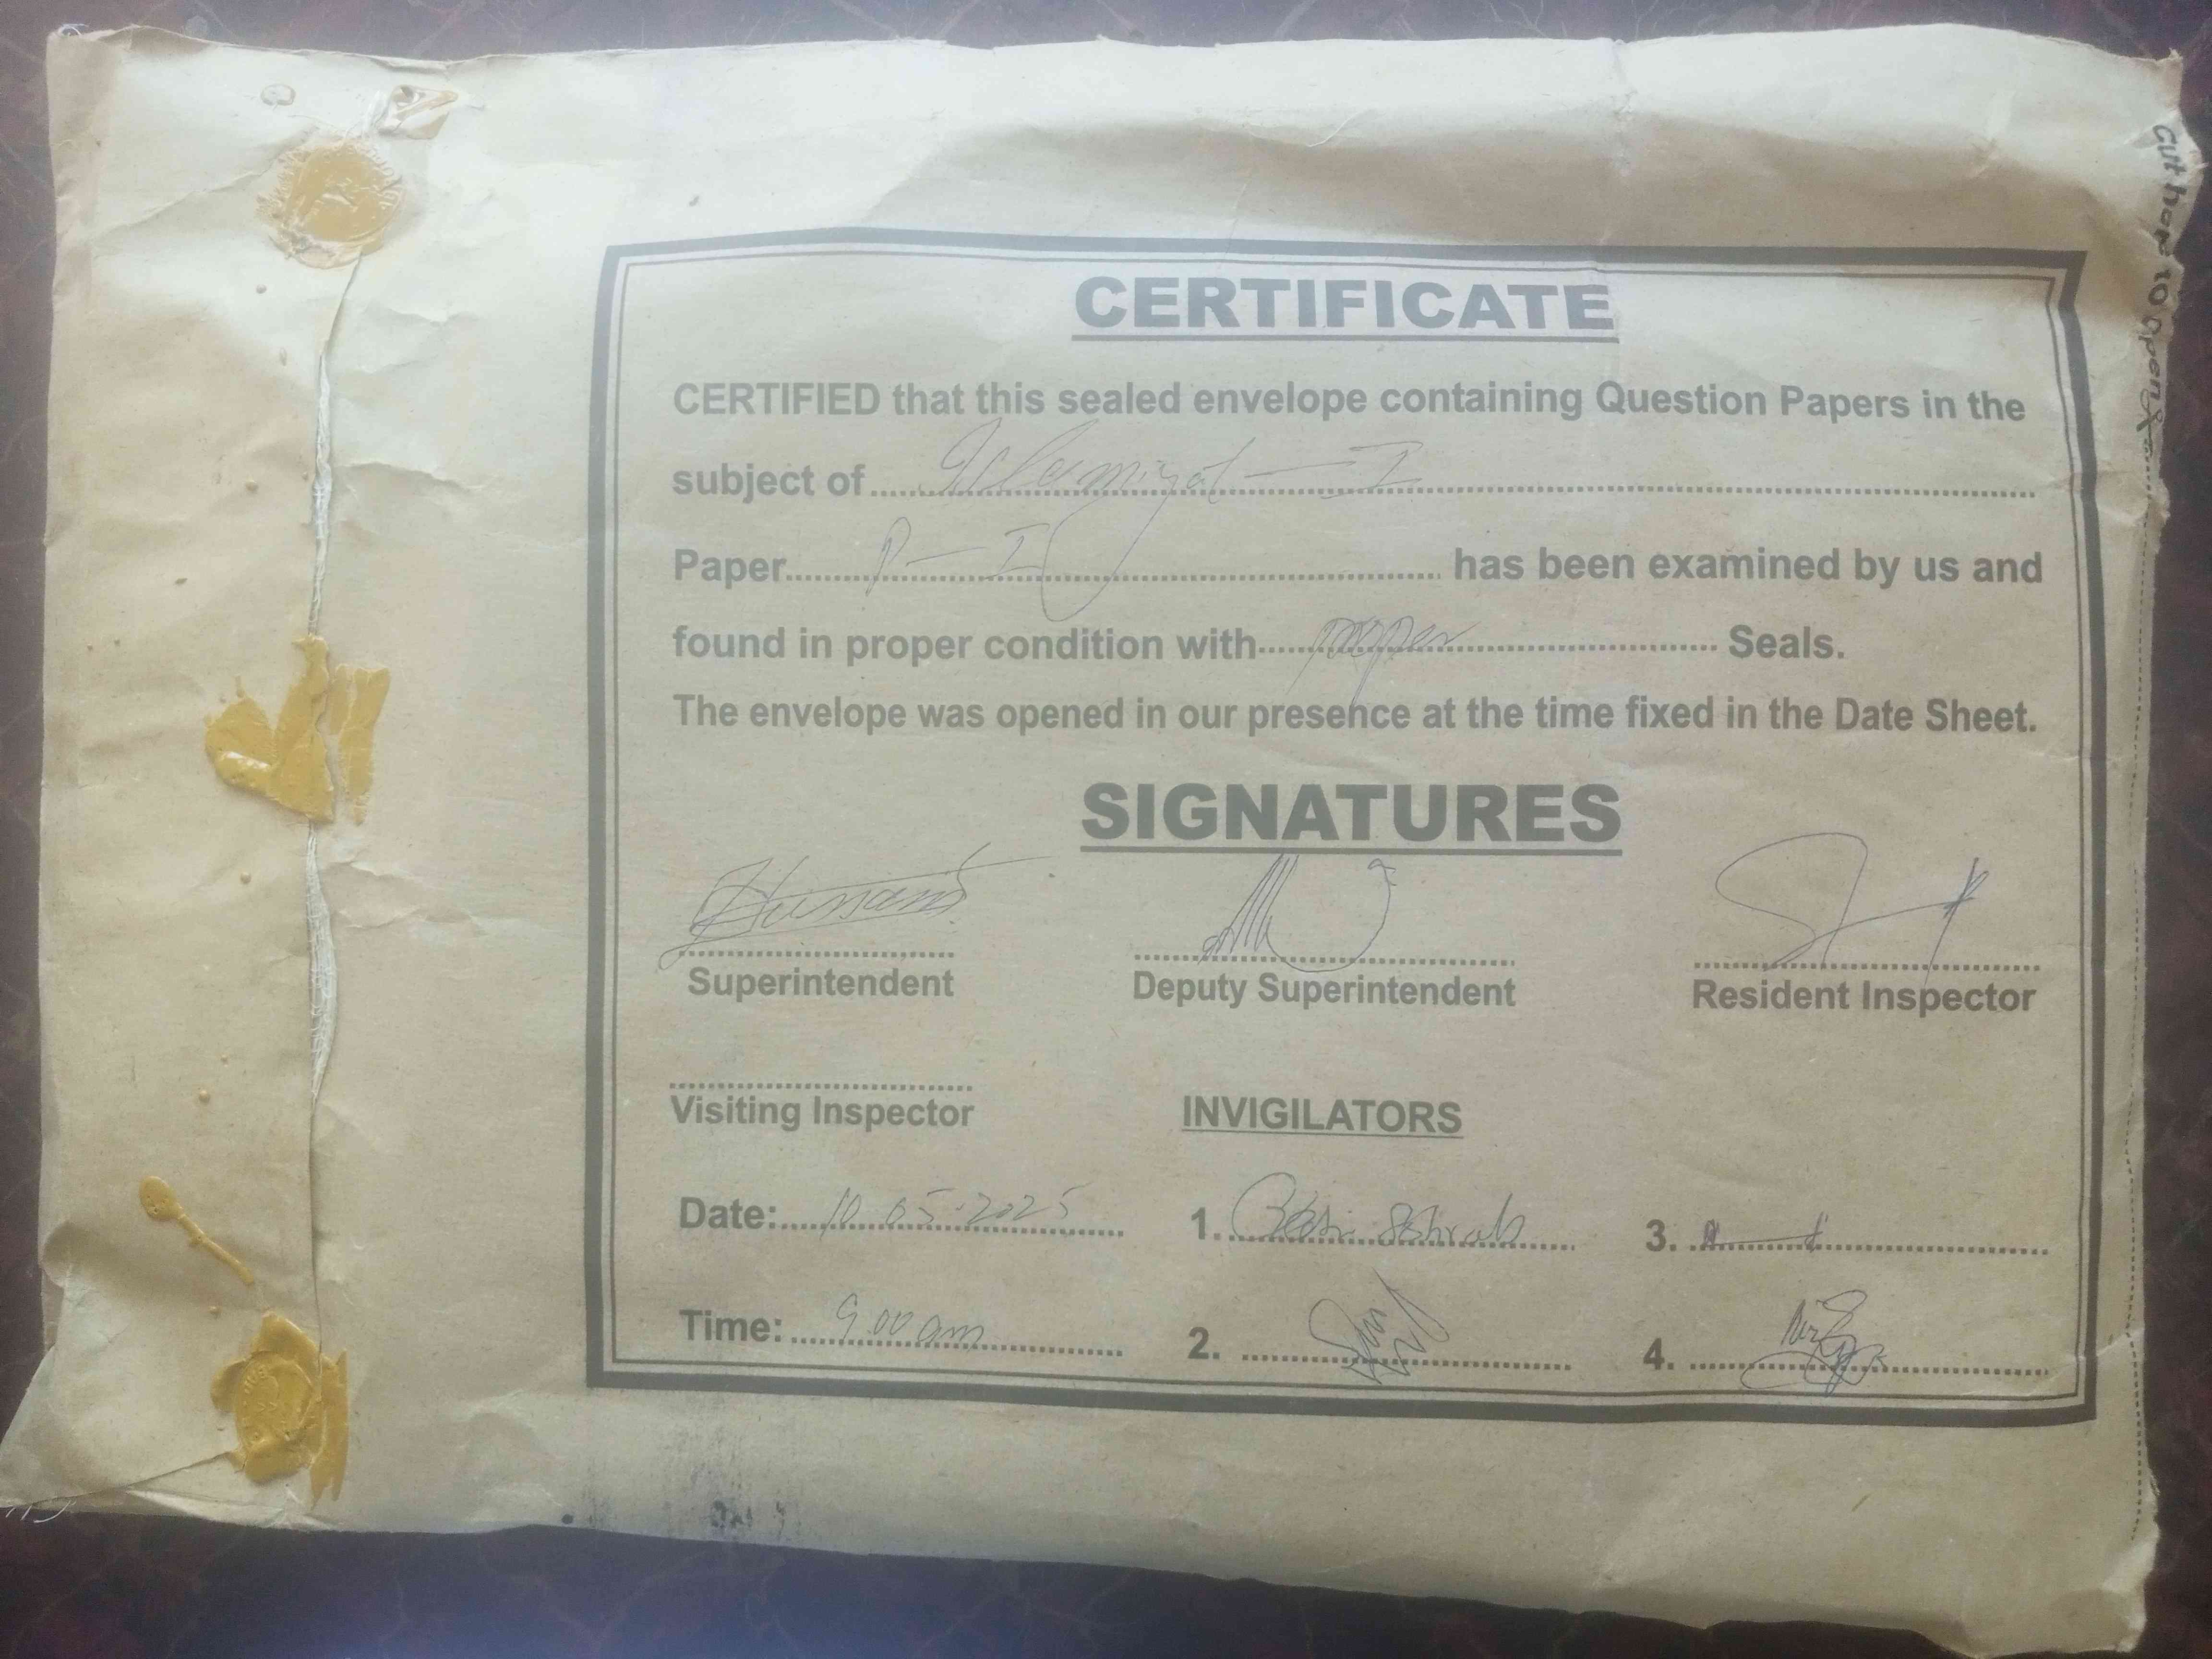 CERTIFICATE
CERTIFIED that this sealed envelope containing Question Papers in the
subject of Islamiyat - I
Paper P - I has been examined by us and
found in proper condition with proper Seals.
The envelope was opened in our presence at the time fixed in the Date Sheet.
SIGNATURES
Superintendent
Deputy Superintendent
Resident Inspector
Visiting Inspector
INVIGILATORS
Date: 10.05.2025
1.
3.
Time: 9.00 am
2.
4.
Cut here to open